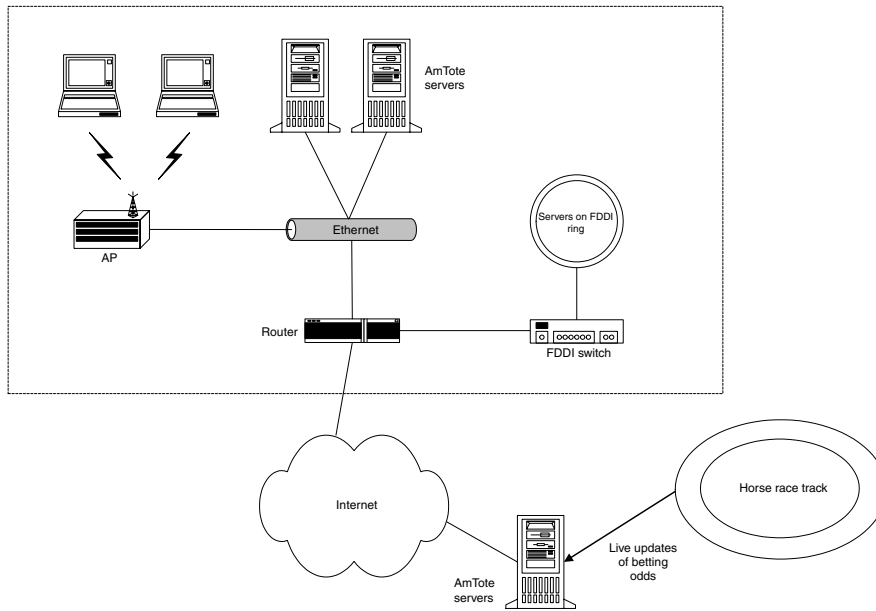 AmTote
servers
Servers on FDDI
ring
Ethernet
AP
Router
FDDI switch
Internet
Horse race track
Live updates
of betting
odds
AmTote
servers